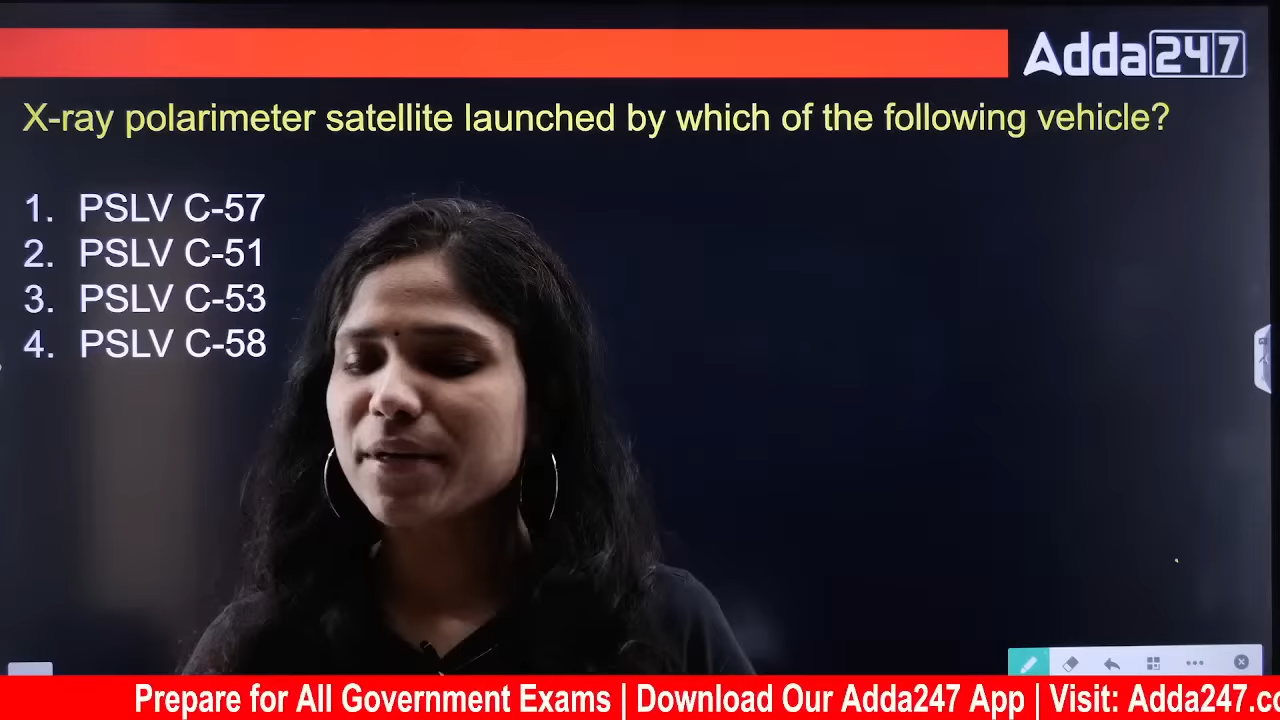 Adda247
X-ray polarimeter satellite launched by which of the following vehicle?
1. PSLV C-57
2. PSLV C-51
3. PSLV C-53
4. PSLV C-58
Prepare for All Government Exams | Download Our Adda247 App | Visit: Adda247.co